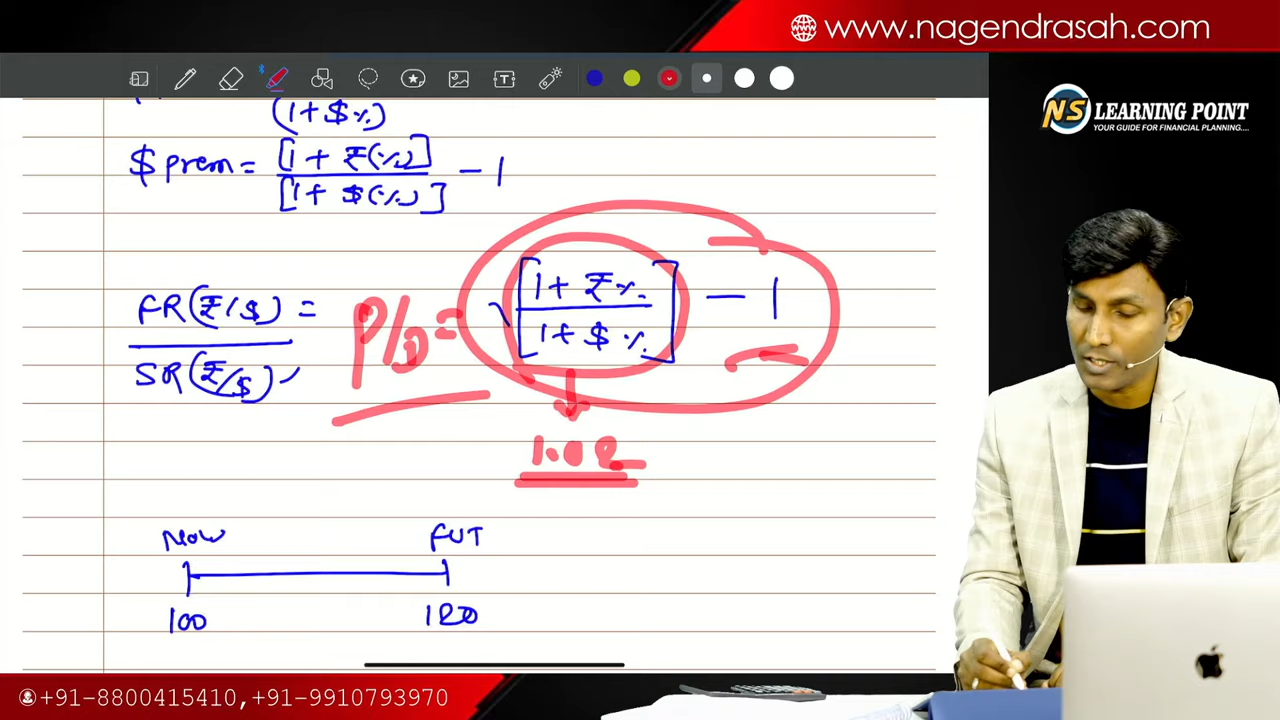 www.nagendrasah.com
NS LEARNING POINT
YOUR GUIDE FOR FINANCIAL PLANNING....
(1+$%)
$ Prem = [1 + ₹(%)] / [1 + $(%)] - 1
FR(₹/$) = 
SR(₹/$)
P/D =
[1 + ₹% / 1 + $%] - 1
1.02
Now FUT
100 120
+91-8800415410,+91-9910793970